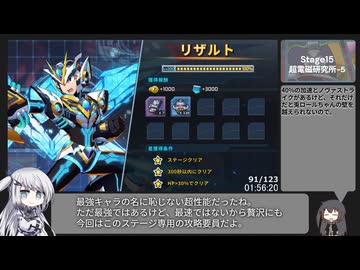 リザルト
100%
獲得報酬
+1000
+3000
星獲得条件
ステージクリア
300秒以内にクリア
HP>30%でクリア
91/123
01:56:20
Stage15
超電磁研究所-5
40%の加速とノヴァストラ
イクがあるけど、それだけ
だと兎ロールちゃんの壁を
越えられないので。
最強キャラの名に恥じない超性能だったね。
ただ最強ではあるけど、最速ではないから贅沢にも
今回はこのステージ専用の攻略要員だよ。